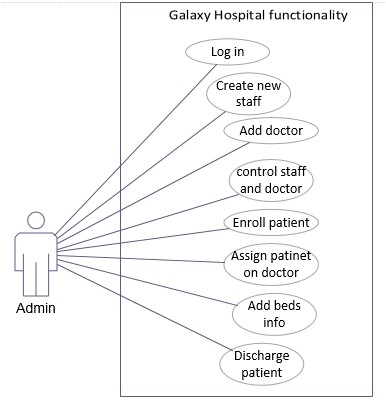 Galaxy Hospital functionality
Log in
Create new
staff
Add doctor
control staff
and doctor
Enroll patient
Assign patinet
on doctor
Add beds
info
Discharge
patient
Admin